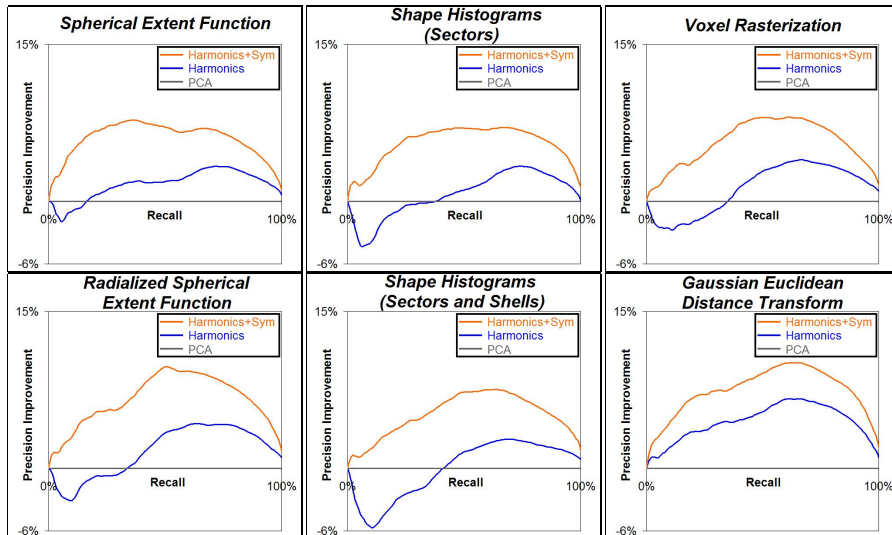 Spherical Extent Function
15%
Harmonics+Sym
Harmonics
PCA
Precision Improvement
0%
Recall
100%
-6%
Shape Histograms
(Sectors)
15%
Harmonics+Sym
Harmonics
PCA
Precision Improvement
0%
Recall
100%
-6%
Voxel Rasterization
15%
Harmonics+Sym
Harmonics
PCA
Precision Improvement
0%
Recall
100%
-6%
Radialized Spherical
Extent Function
15%
Harmonics+Sym
Harmonics
PCA
Precision Improvement
0%
Recall
100%
-6%
Shape Histograms
(Sectors and Shells)
15%
Harmonics+Sym
Harmonics
PCA
Precision Improvement
0%
Recall
100%
-6%
Gaussian Euclidean
Distance Transform
15%
Harmonics+Sym
Harmonics
PCA
Precision Improvement
0%
Recall
100%
-6%